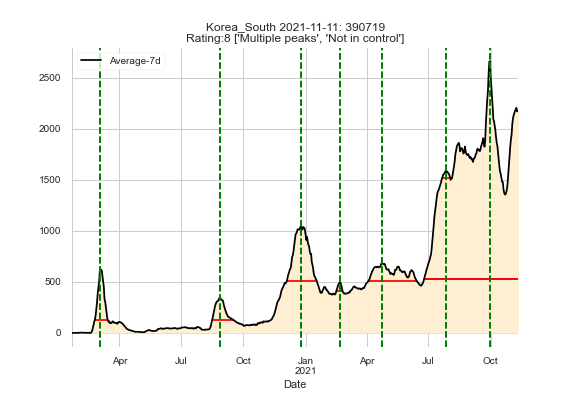 Korea_South 2021-11-11: 390719
Rating:8 ['Multiple peaks', 'Not in control']
Average-7d
2500
2000
1500
1000
500
0
Apr Jul Oct Jan Apr Jul Oct
2021
Date